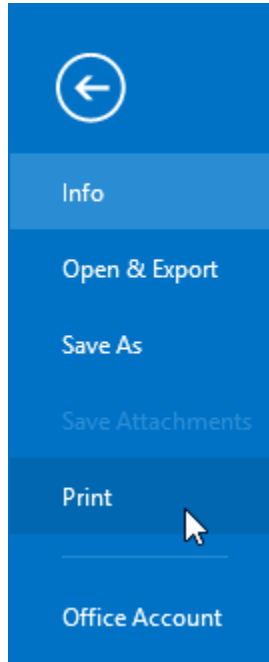 Info
Open & Export
Save As
Save Attachments
Print
Office Account